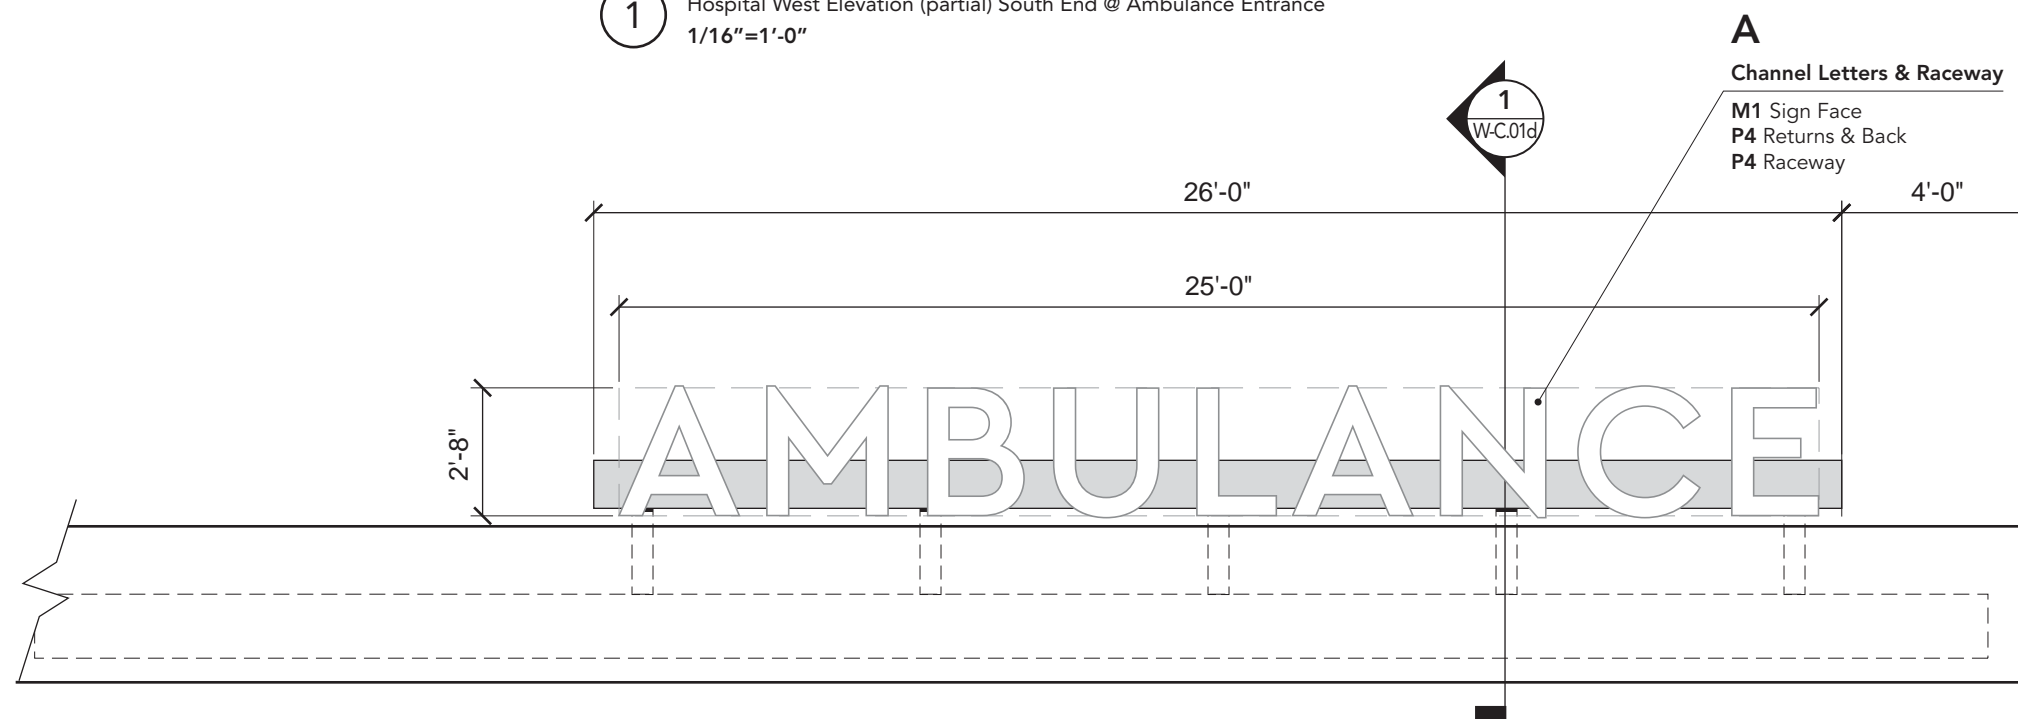 1
Hospital West Elevation (partial) South End @ Ambulance Entrance
1/16”=1’-0”
A
Channel Letters & Raceway
M1 Sign Face
P4 Returns & Back
P4 Raceway
1
W-C.01d
26'-0"
4'-0"
25'-0"
2'-8"
AMBULANCE